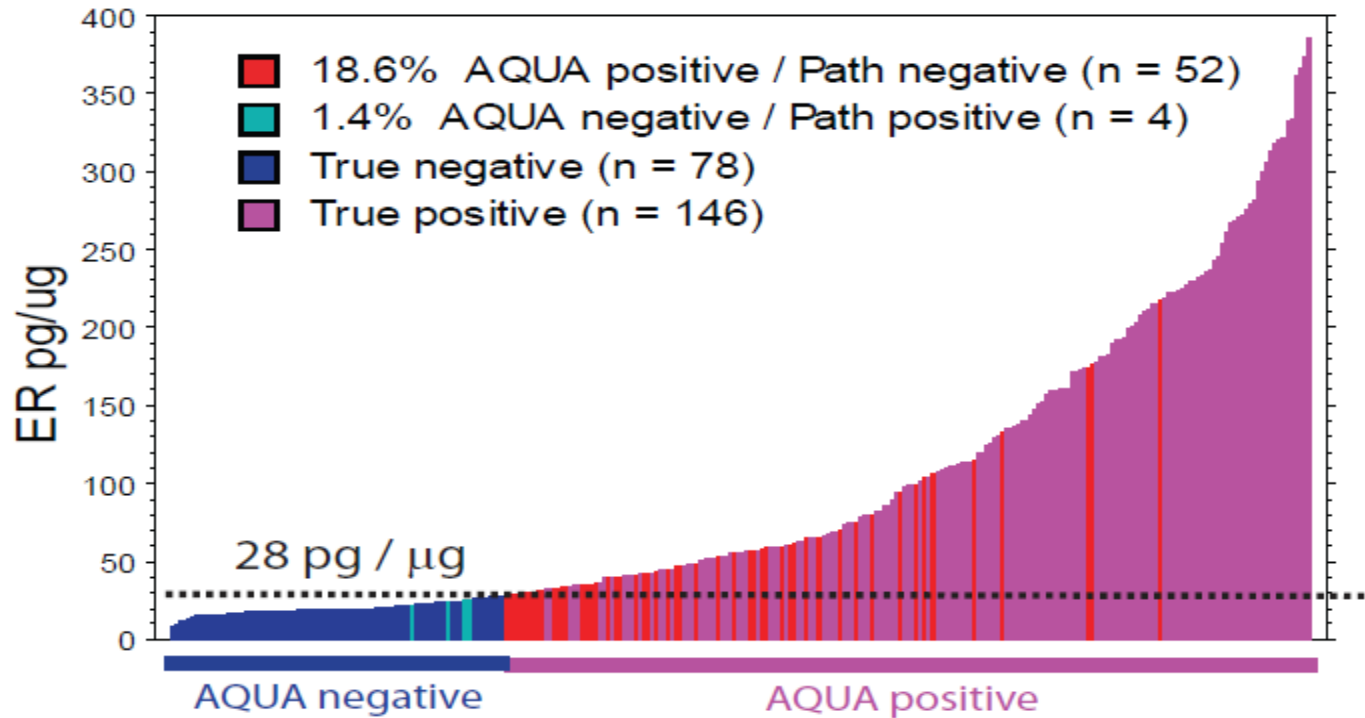 400
350
300
250
200
150
100
50
0
ER pg/ug
18.6% AQUA positive / Path negative (n = 52)
1.4% AQUA negative / Path positive (n = 4)
True negative (n = 78)
True positive (n = 146)
28 pg / μg
AQUA negative
AQUA positive